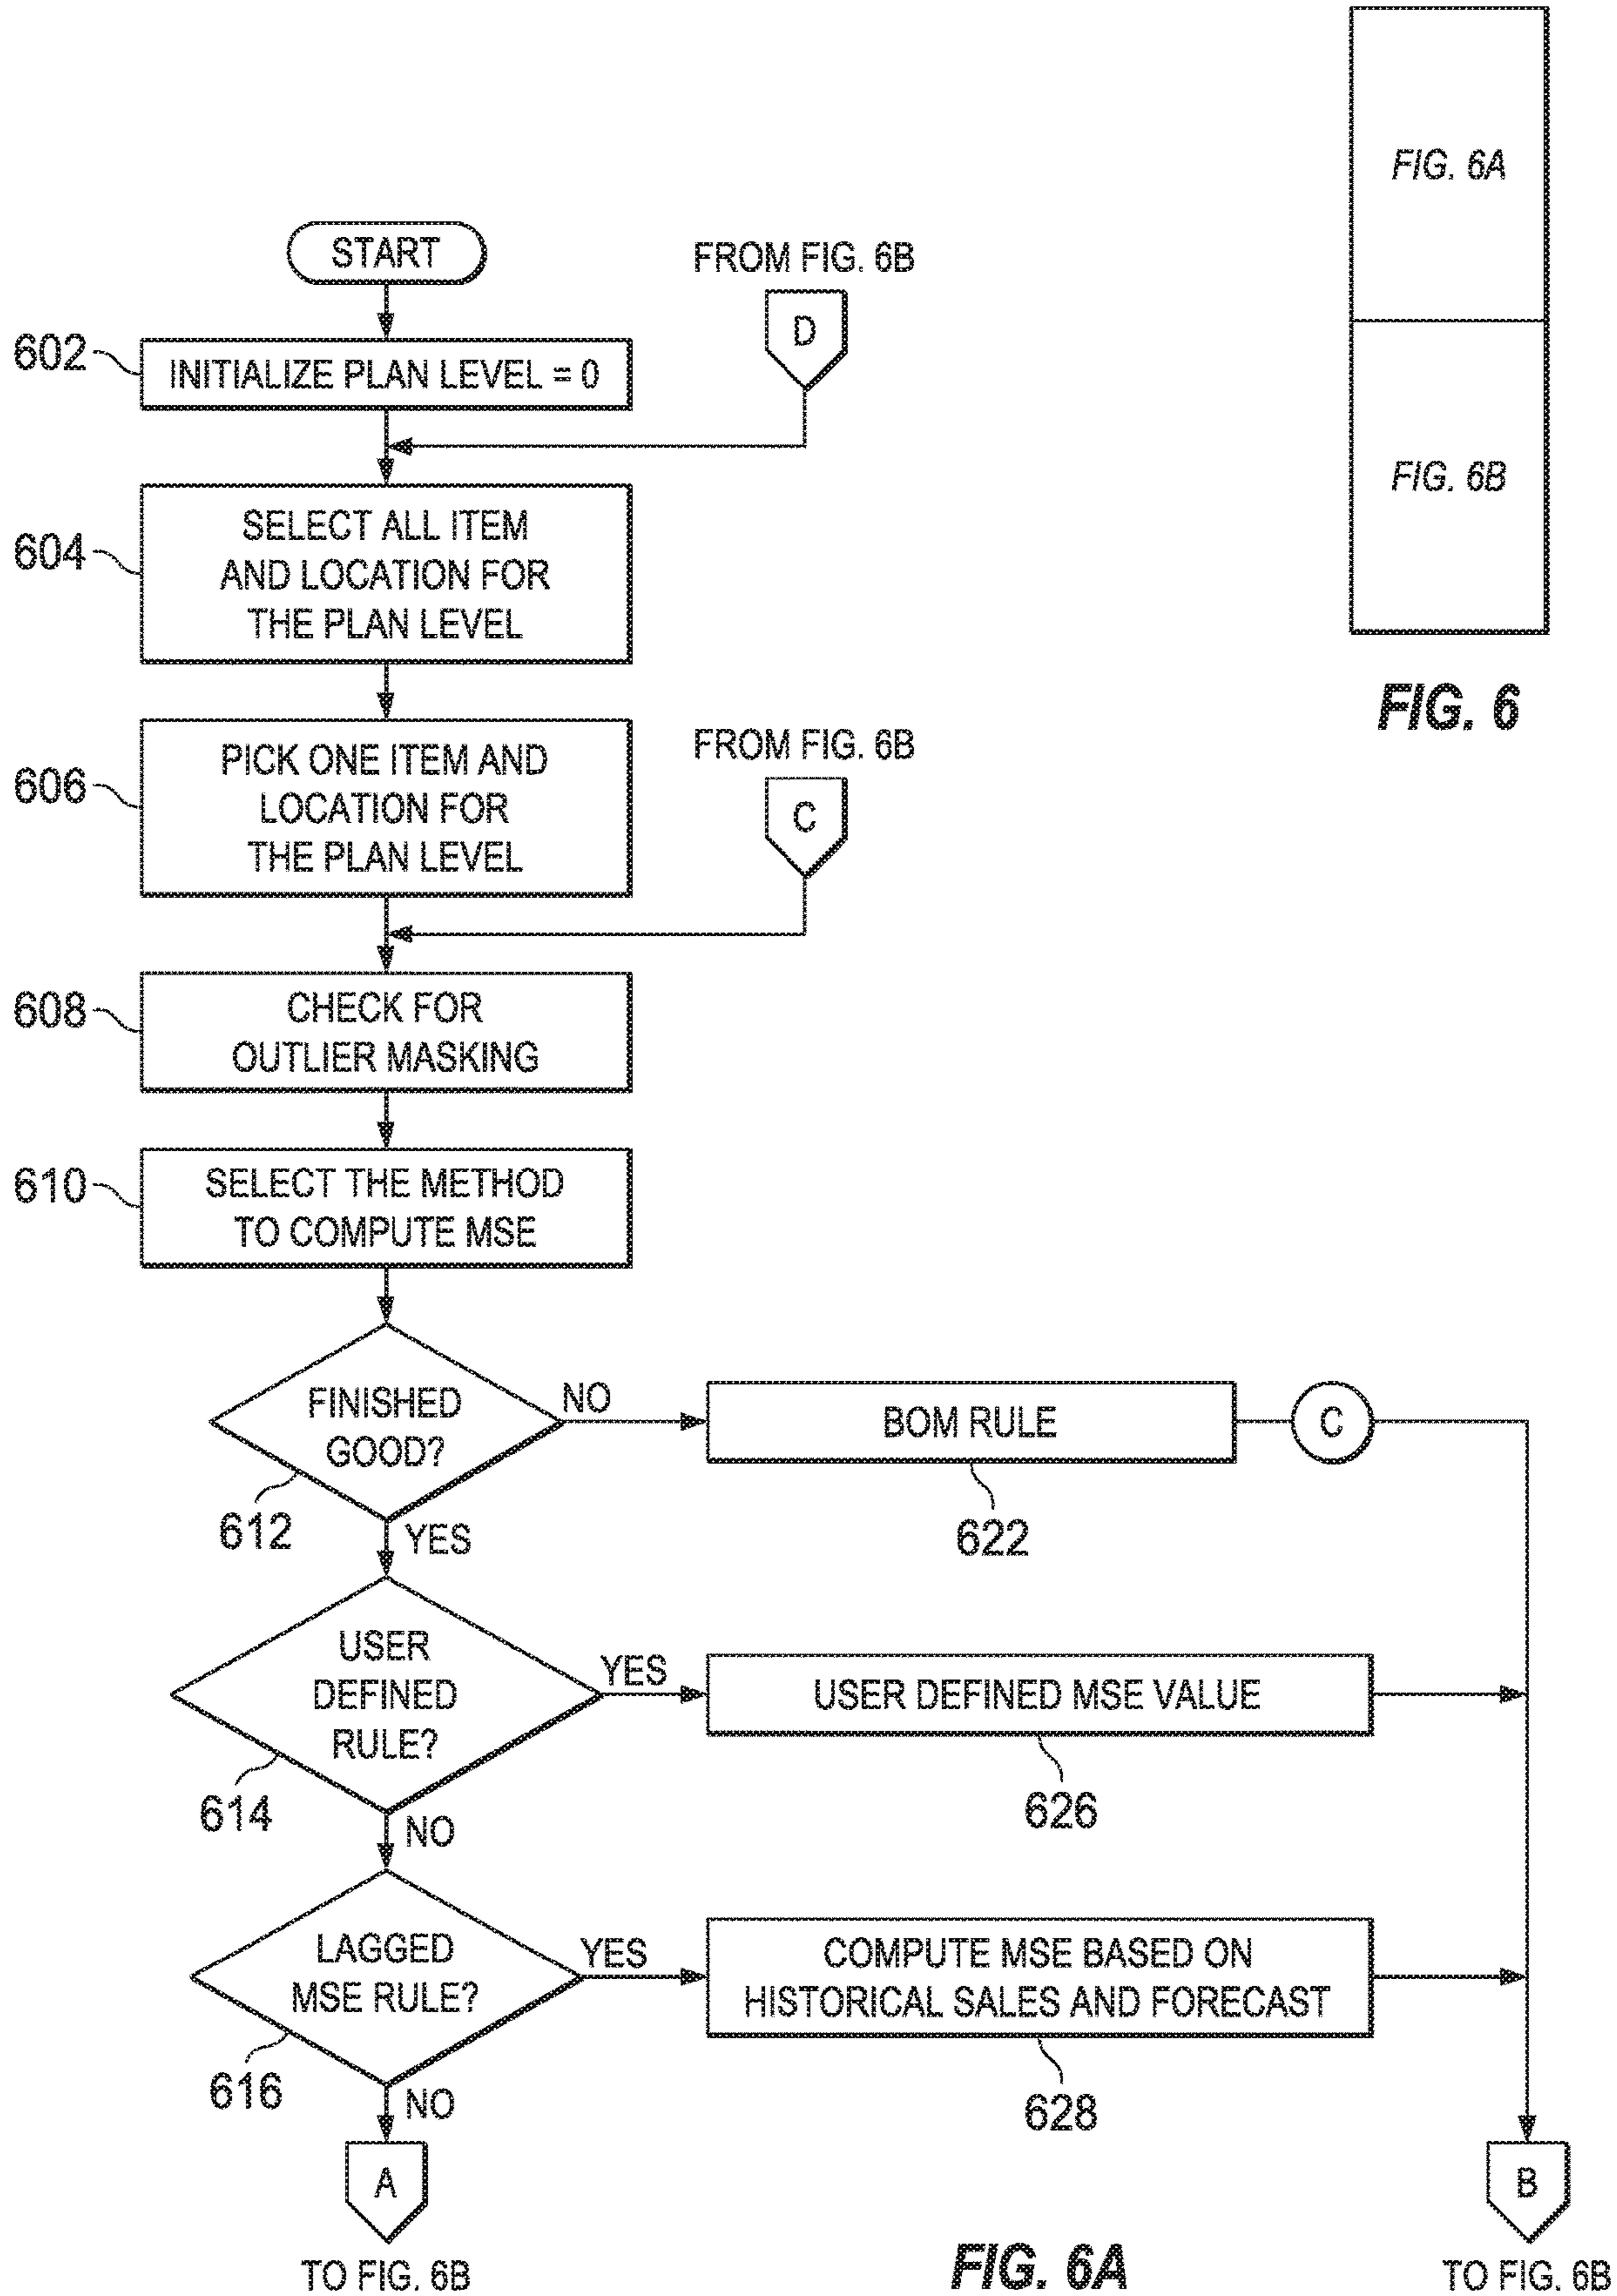 START
602
INITIALIZE PLAN LEVEL = 0
FROM FIG. 6B
D
604
SELECT ALL ITEM
AND LOCATION FOR
THE PLAN LEVEL
606
PICK ONE ITEM AND
LOCATION FOR
THE PLAN LEVEL
FROM FIG. 6B
C
608
CHECK FOR
OUTLIER MASKING
610
SELECT THE METHOD
TO COMPUTE MSE
FINISHED
GOOD?
612
NO
BOM RULE
622
C
YES
USER
DEFINED
RULE?
614
YES
USER DEFINED MSE VALUE
626
NO
LAGGED
MSE RULE?
616
YES
COMPUTE MSE BASED ON
HISTORICAL SALES AND FORECAST
628
NO
A
TO FIG. 6B
B
TO FIG. 6B
FIG. 6A
FIG. 6A
FIG. 6B
FIG. 6